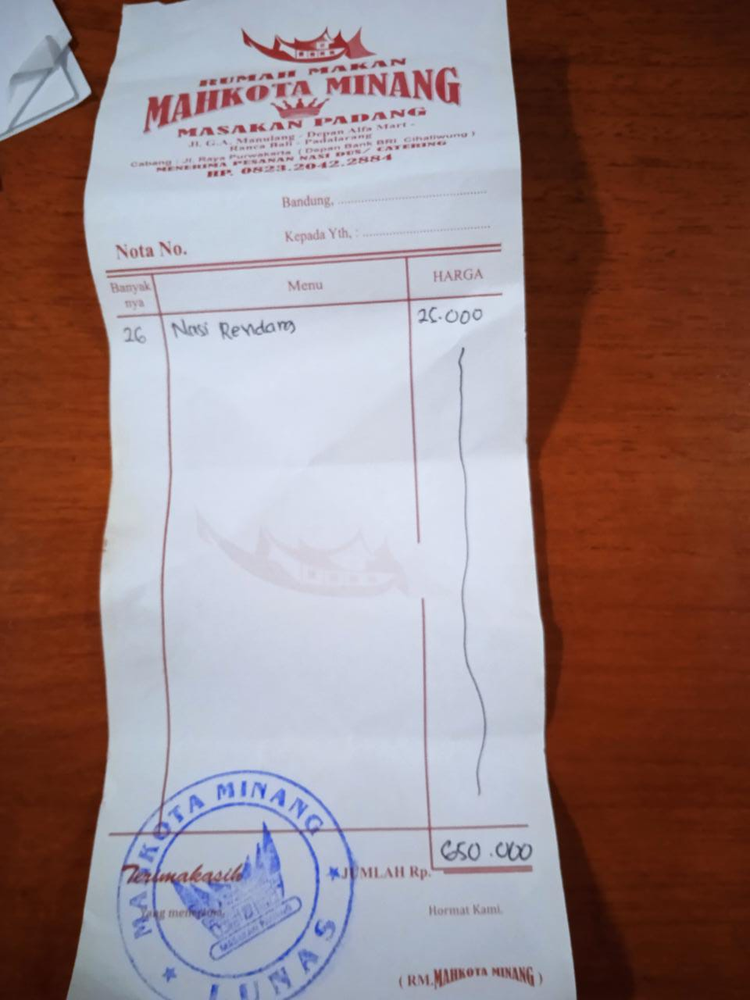 RUMAH MAKAN
MAHKOTA MINANG
MASAKAN PADANG
Jl. G.A. Manulang - Depan Alfa Mart -
Ranca Bali - Padalarang
Cabang : Jl. Raya Purwakarta ( Depan Bank BRI Cihaliwung )
MENERIMA PESANAN NASI DUS/ CATERING
HP. 0823.2042.2884
Bandung, ........................................
Kepada Yth, : ........................................
Nota No.
Banyak nya Menu HARGA
26 Nasi Rendang 25.000
650.000
Terimakasih JUMLAH Rp.
Yang menerima, Hormat Kami.
MAHKOTA MINANG
MASAKAN PADANG
LUNAS
( RM.MAHKOTA MINANG )